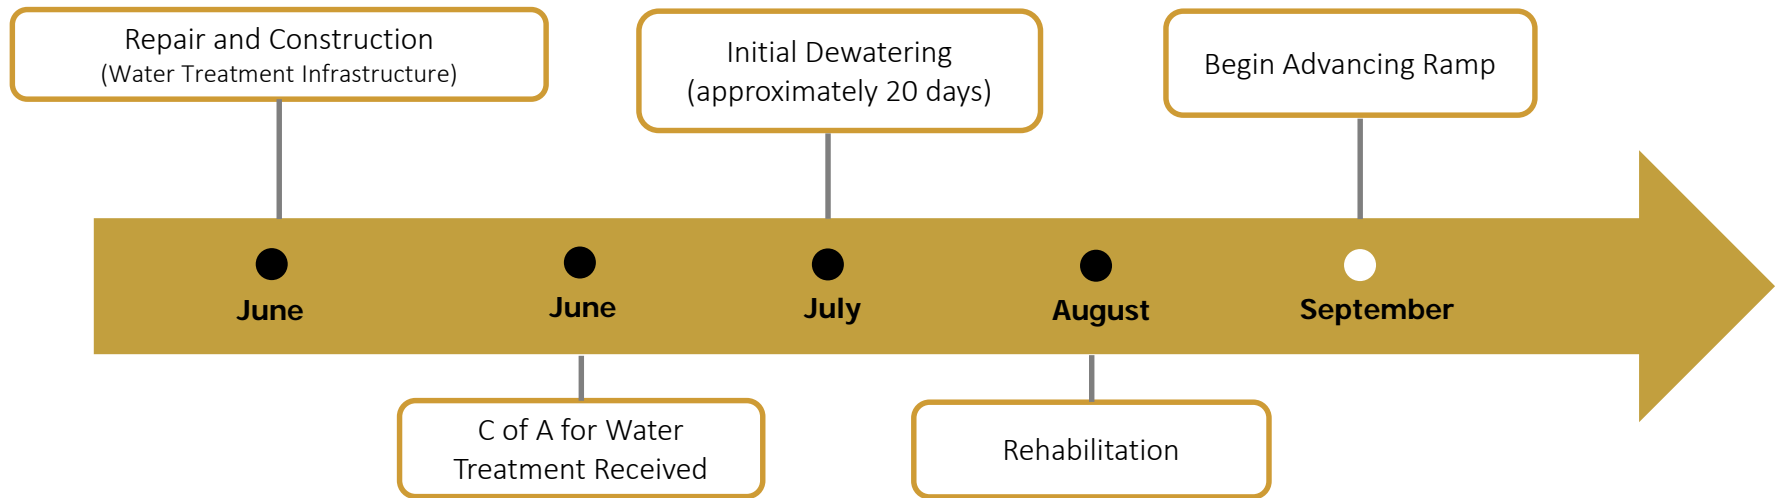 Repair and Construction
(Water Treatment Infrastructure)
Initial Dewatering
(approximately 20 days)
Begin Advancing Ramp
June
June
July
August
September
C of A for Water
Treatment Received
Rehabilitation